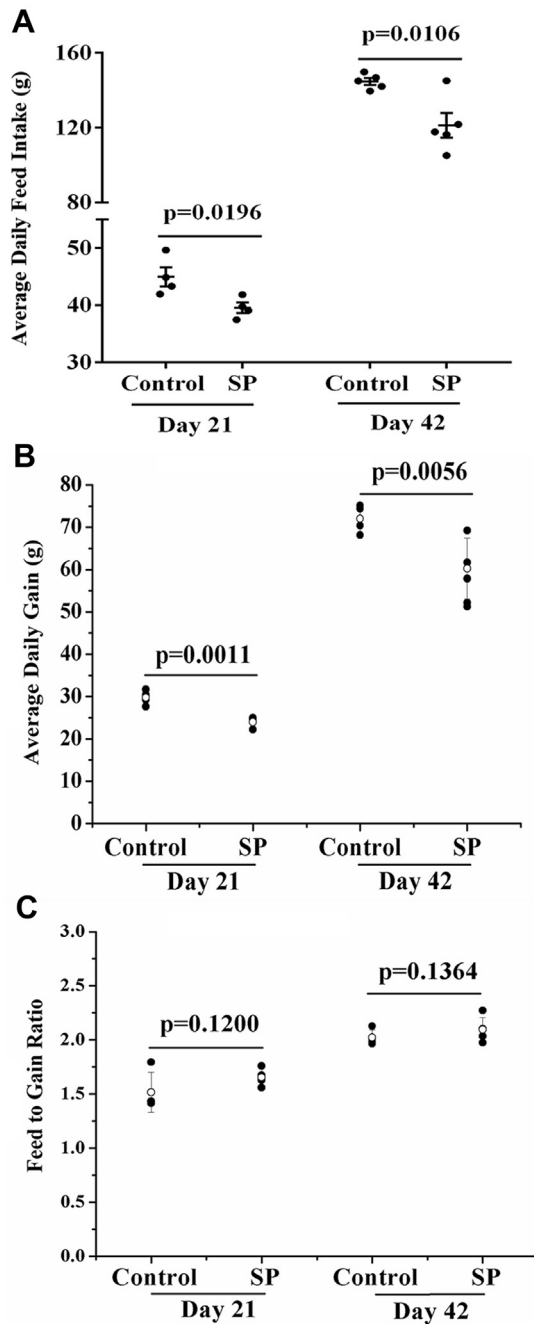 A
Average Daily Feed Intake (g)
160
120
80
50
40
30
p=0.0106
p=0.0196
Control SP Control SP
Day 21 Day 42
B
Average Daily Gain (g)
80
70
60
50
40
30
20
10
0
p=0.0056
p=0.0011
Control SP Control SP
Day 21 Day 42
C
Feed to Gain Ratio
3.0
2.5
2.0
1.5
1.0
0.5
0.0
p=0.1364
p=0.1200
Control SP Control SP
Day 21 Day 42